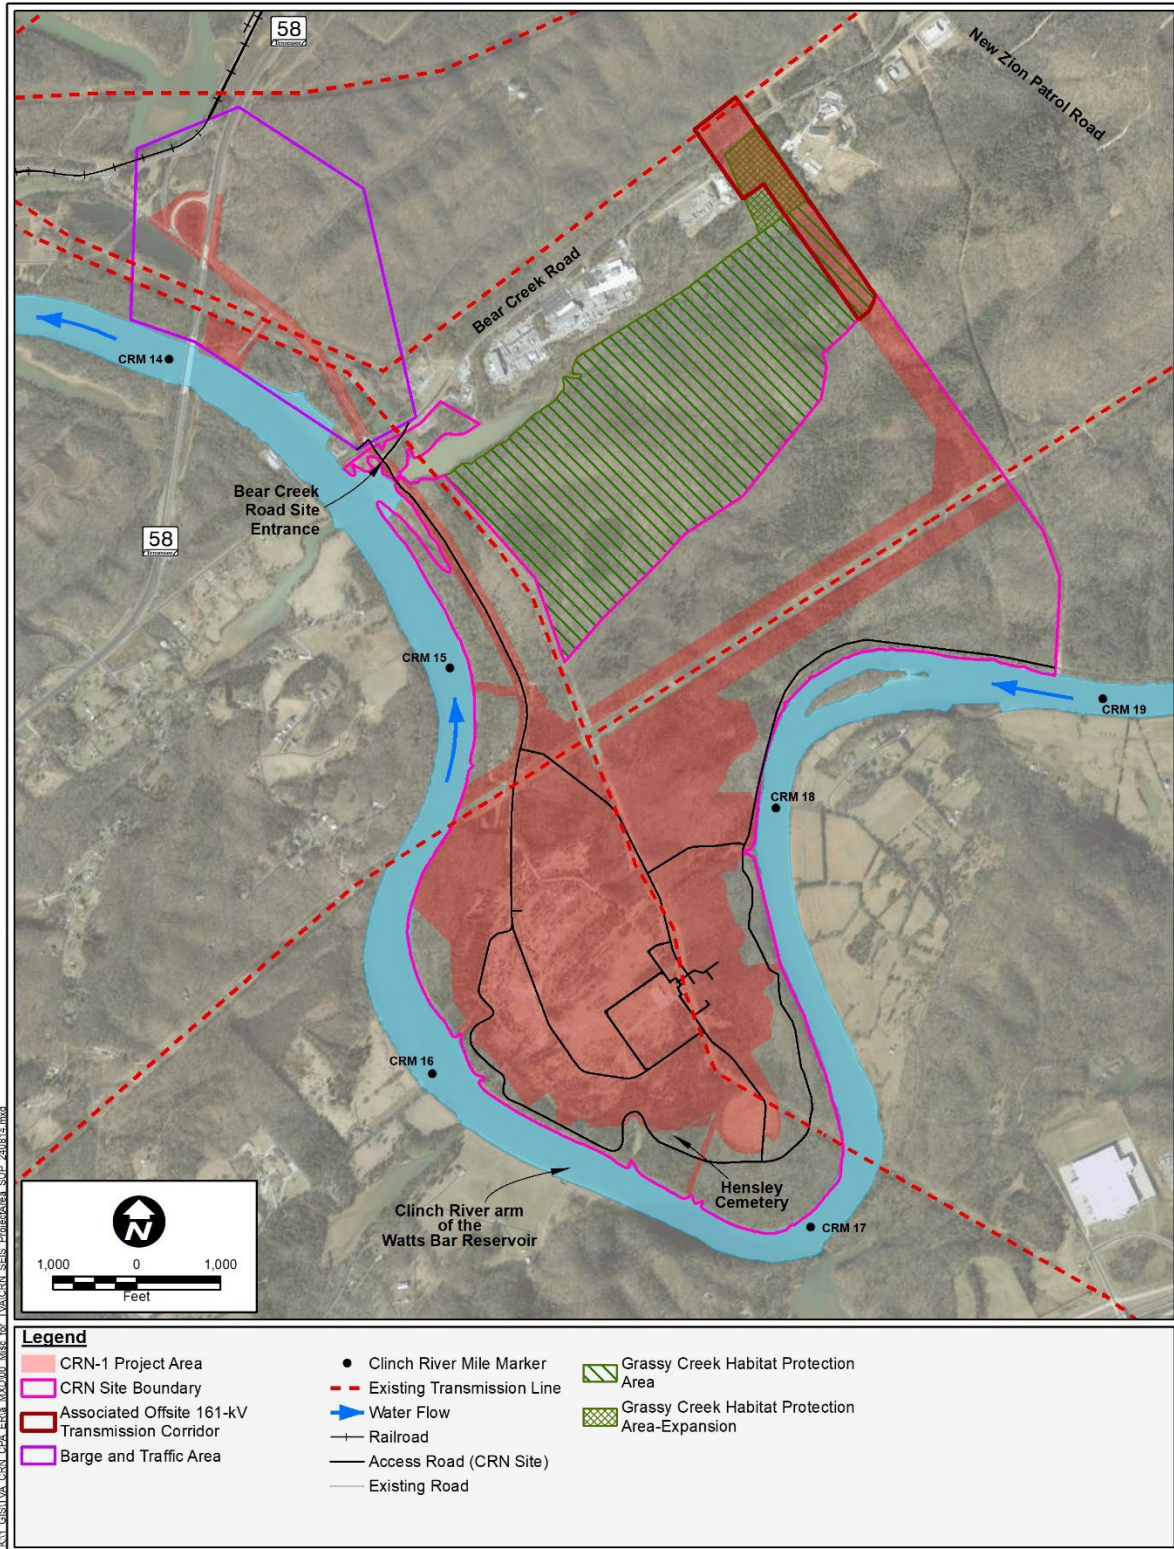 58
Tennessee
New Zion Patrol Road
Bear Creek Road
CRM 14
Bear Creek
Road Site
Entrance
58
Tennessee
CRM 15
CRM 19
CRM 18
CRM 16
Hensley
Cemetery
Clinch River arm
of the
Watts Bar Reservoir
CRM 17
N
1,000 0 1,000
Feet
Legend
CRN-1 Project Area
CRN Site Boundary
Associated Offsite 161-kV
Transmission Corridor
Barge and Traffic Area
Clinch River Mile Marker
Existing Transmission Line
Water Flow
Railroad
Access Road (CRN Site)
Existing Road
Grassy Creek Habitat Protection
Area
Grassy Creek Habitat Protection
Area-Expansion